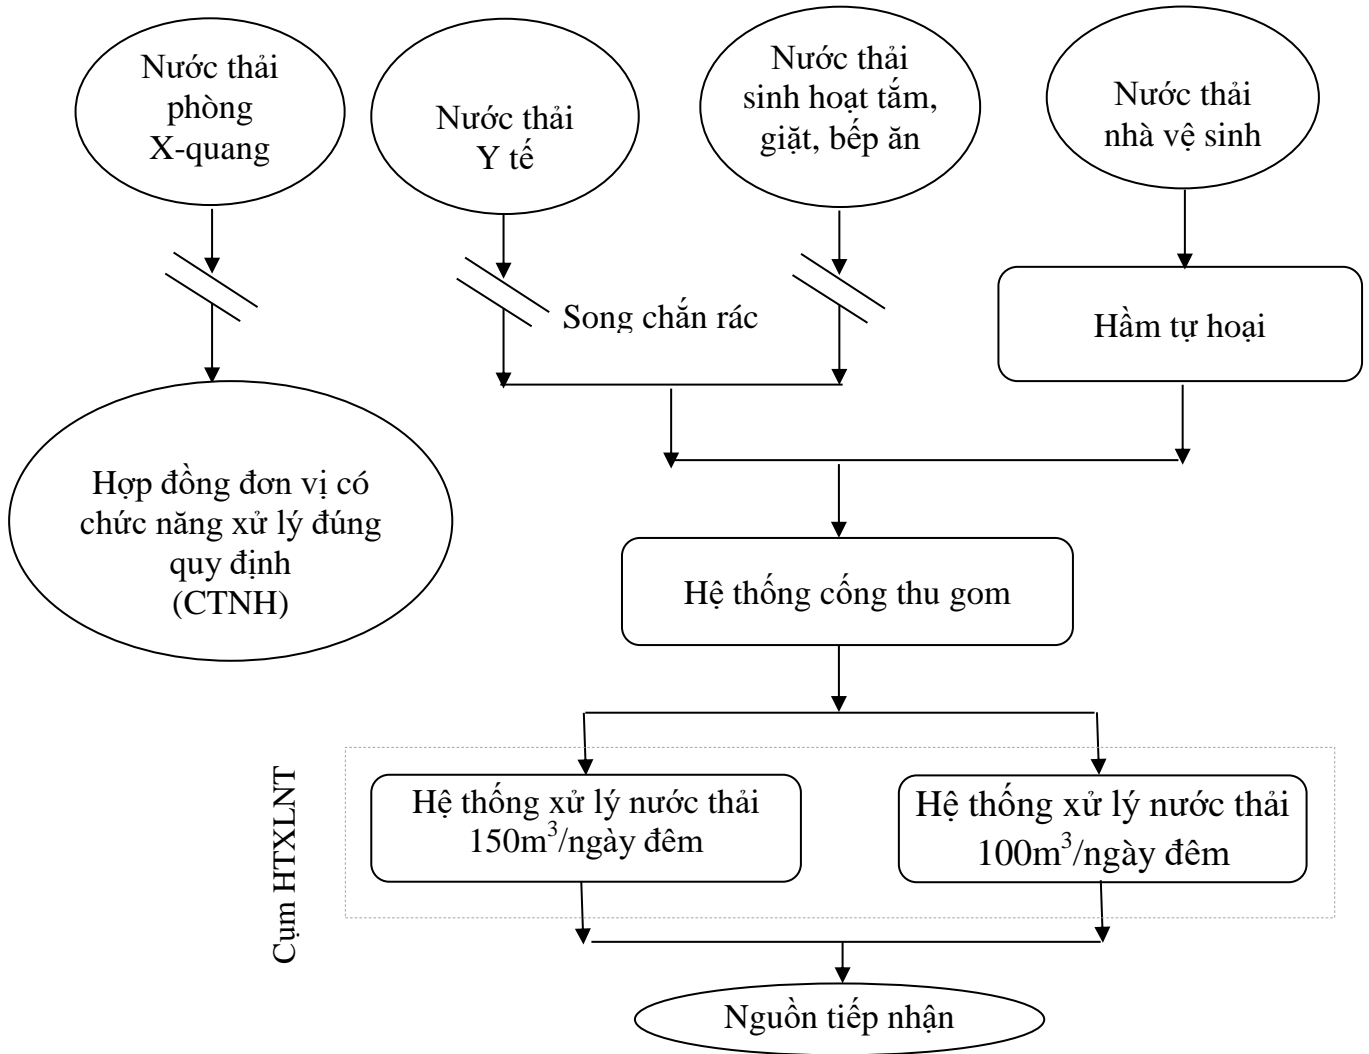 Nước thải
phòng
X-quang
Nước thải
Y tế
Nước thải
sinh hoạt tắm,
giặt, bếp ăn
Nước thải
nhà vệ sinh
Song chắn rác
Hầm tự hoại
Hợp đồng đơn vị có
chức năng xử lý đúng
quy định
(CTNH)
Hệ thống cống thu gom
Cụm HTXLNT
Hệ thống xử lý nước thải
150m³/ngày đêm
Hệ thống xử lý nước thải
100m³/ngày đêm
Nguồn tiếp nhận